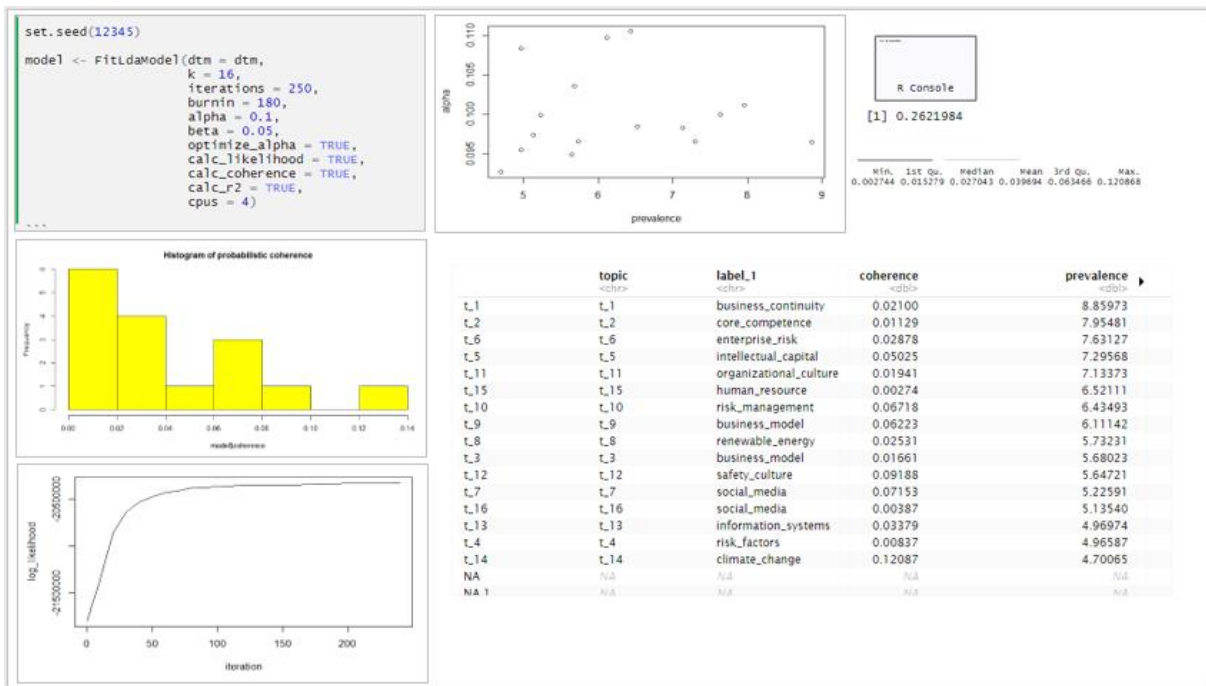 set.seed(12345)
model <- FitLdaModel(dtm = dtm,
k = 16,
iterations = 250,
burnin = 180,
alpha = 0.1,
beta = 0.05,
optimize_alpha = TRUE,
calc_likelihood = TRUE,
calc_coherence = TRUE,
calc_r2 = TRUE,
cpus = 4)
...
alpha
0.110
0.105
0.100
0.095
5 6 7 8 9
prevalence
R Console
[1] 0.2621984
Min. 1st Qu. Median Mean 3rd Qu. Max.
0.002744 0.015279 0.027043 0.039694 0.063466 0.120868
Histogram of probabilistic coherence
Frequency
0.00 0.02 0.04 0.06 0.08 0.10 0.12 0.14
model$coherence
log_likelihood
-20500000
-21500000
0 50 100 150 200
iteration
topic label_1 coherence prevalence
<chr> <chr> <dbl> <dbl>
t_1 t_1 business_continuity 0.02100 8.85973
t_2 t_2 core_competence 0.01129 7.95481
t_6 t_6 enterprise_risk 0.02878 7.63127
t_5 t_5 intellectual_capital 0.05025 7.29568
t_11 t_11 organizational_culture 0.01941 7.13373
t_15 t_15 human_resource 0.00274 6.52111
t_10 t_10 risk_management 0.06718 6.43493
t_9 t_9 business_model 0.06223 6.11142
t_8 t_8 renewable_energy 0.02531 5.73231
t_3 t_3 business_model 0.01661 5.68023
t_12 t_12 safety_culture 0.09188 5.64721
t_7 t_7 social_media 0.07153 5.22591
t_16 t_16 social_media 0.00387 5.13540
t_13 t_13 information_systems 0.03379 4.96974
t_4 t_4 risk_factors 0.00837 4.96587
t_14 t_14 climate_change 0.12087 4.70065
NA NA NA NA NA
NA.1 NA NA NA NA